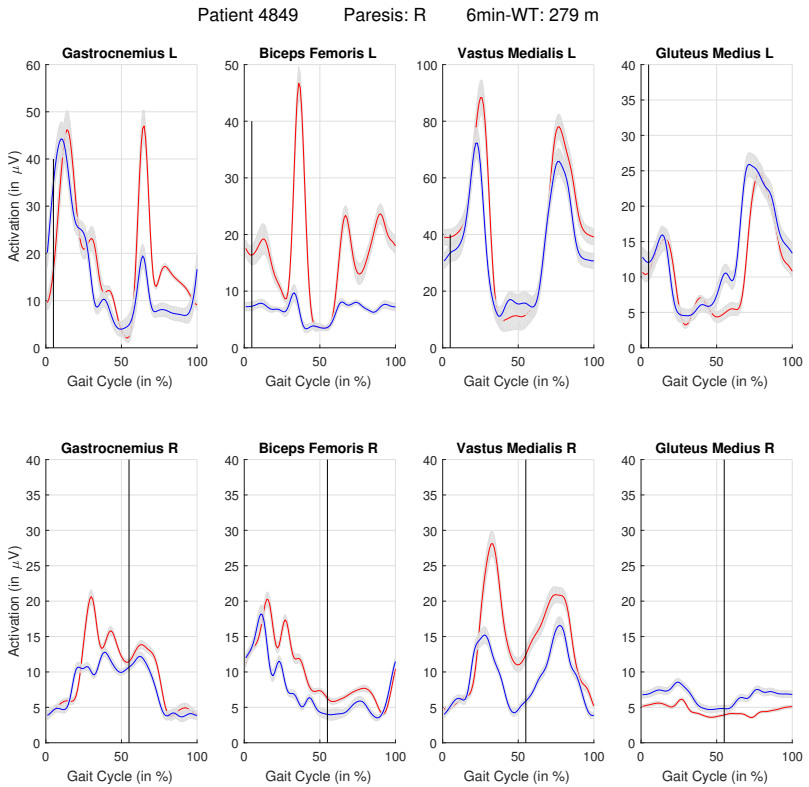 Patient 4849 Paresis: R 6min-WT: 279 m
Gastrocnemius L
60
50
40
30
20
10
0
0 50 100
Gait Cycle (in %)
Activation (in μV)
Biceps Femoris L
50
40
30
20
10
0
0 50 100
Gait Cycle (in %)
Vastus Medialis L
100
80
60
40
20
0
0 50 100
Gait Cycle (in %)
Gluteus Medius L
40
35
30
25
20
15
10
5
0
0 50 100
Gait Cycle (in %)
Gastrocnemius R
40
35
30
25
20
15
10
5
0
0 50 100
Gait Cycle (in %)
Activation (in μV)
Biceps Femoris R
40
35
30
25
20
15
10
5
0
0 50 100
Gait Cycle (in %)
Vastus Medialis R
40
35
30
25
20
15
10
5
0
0 50 100
Gait Cycle (in %)
Gluteus Medius R
40
35
30
25
20
15
10
5
0
0 50 100
Gait Cycle (in %)